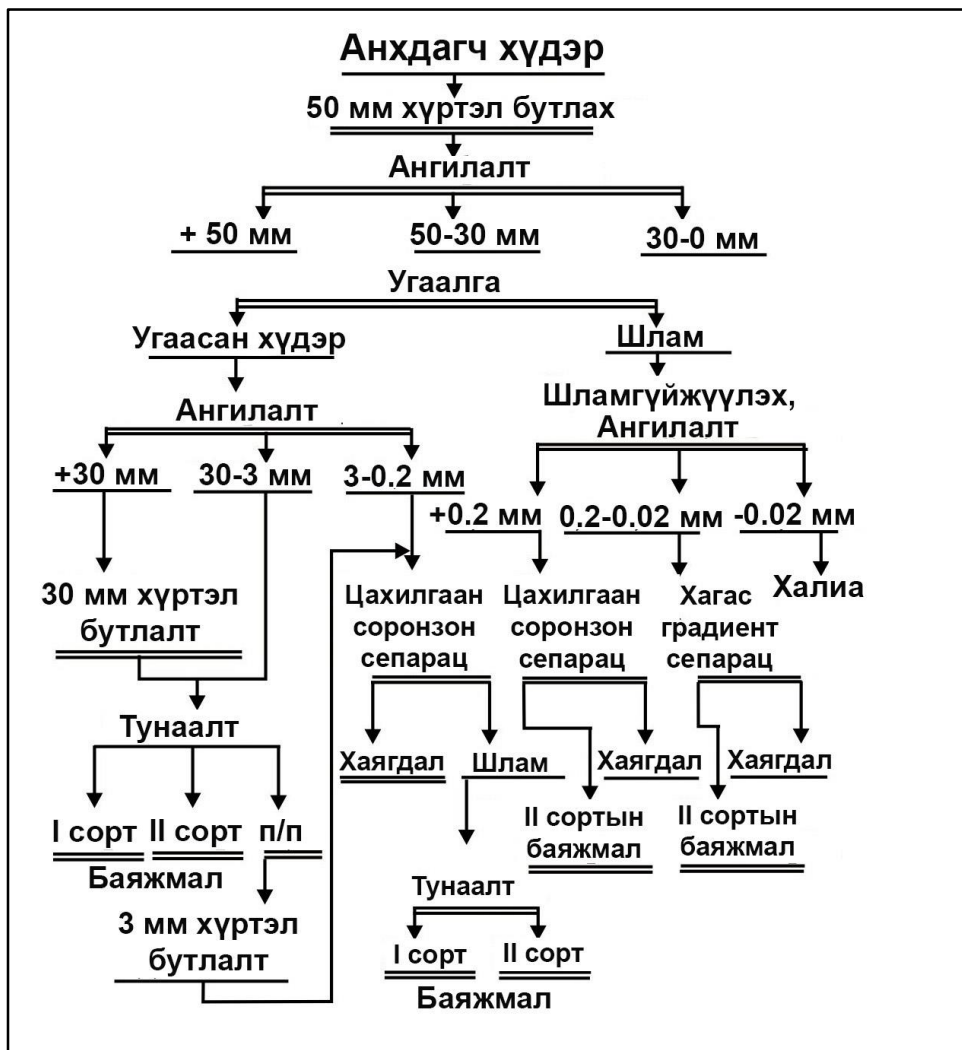 Анхдагч хүдэр
50 мм хүртэл бутлах
Ангилалт
+ 50 мм
50-30 мм
30-0 мм
Угаалга
Угаасан хүдэр
Шлам
Ангилалт
Шламгүйжүүлэх,
Ангилалт
+30 мм
30-3 мм
3-0.2 мм
+0.2 мм
0.2-0.02 мм
-0.02 мм
30 мм хүртэл
бутлалт
Цахилгаан
соронзон
сепарац
Цахилгаан
соронзон
сепарац
Хагас
градиент
сепарац
Халиа
Тунаалт
Хаягдал
Шлам
Хаягдал
Хаягдал
I сорт
II сорт
п/п
Баяжмал
II сортын
баяжмал
II сортын
баяжмал
3 мм хүртэл
бутлалт
Тунаалт
I сорт
II сорт
Баяжмал